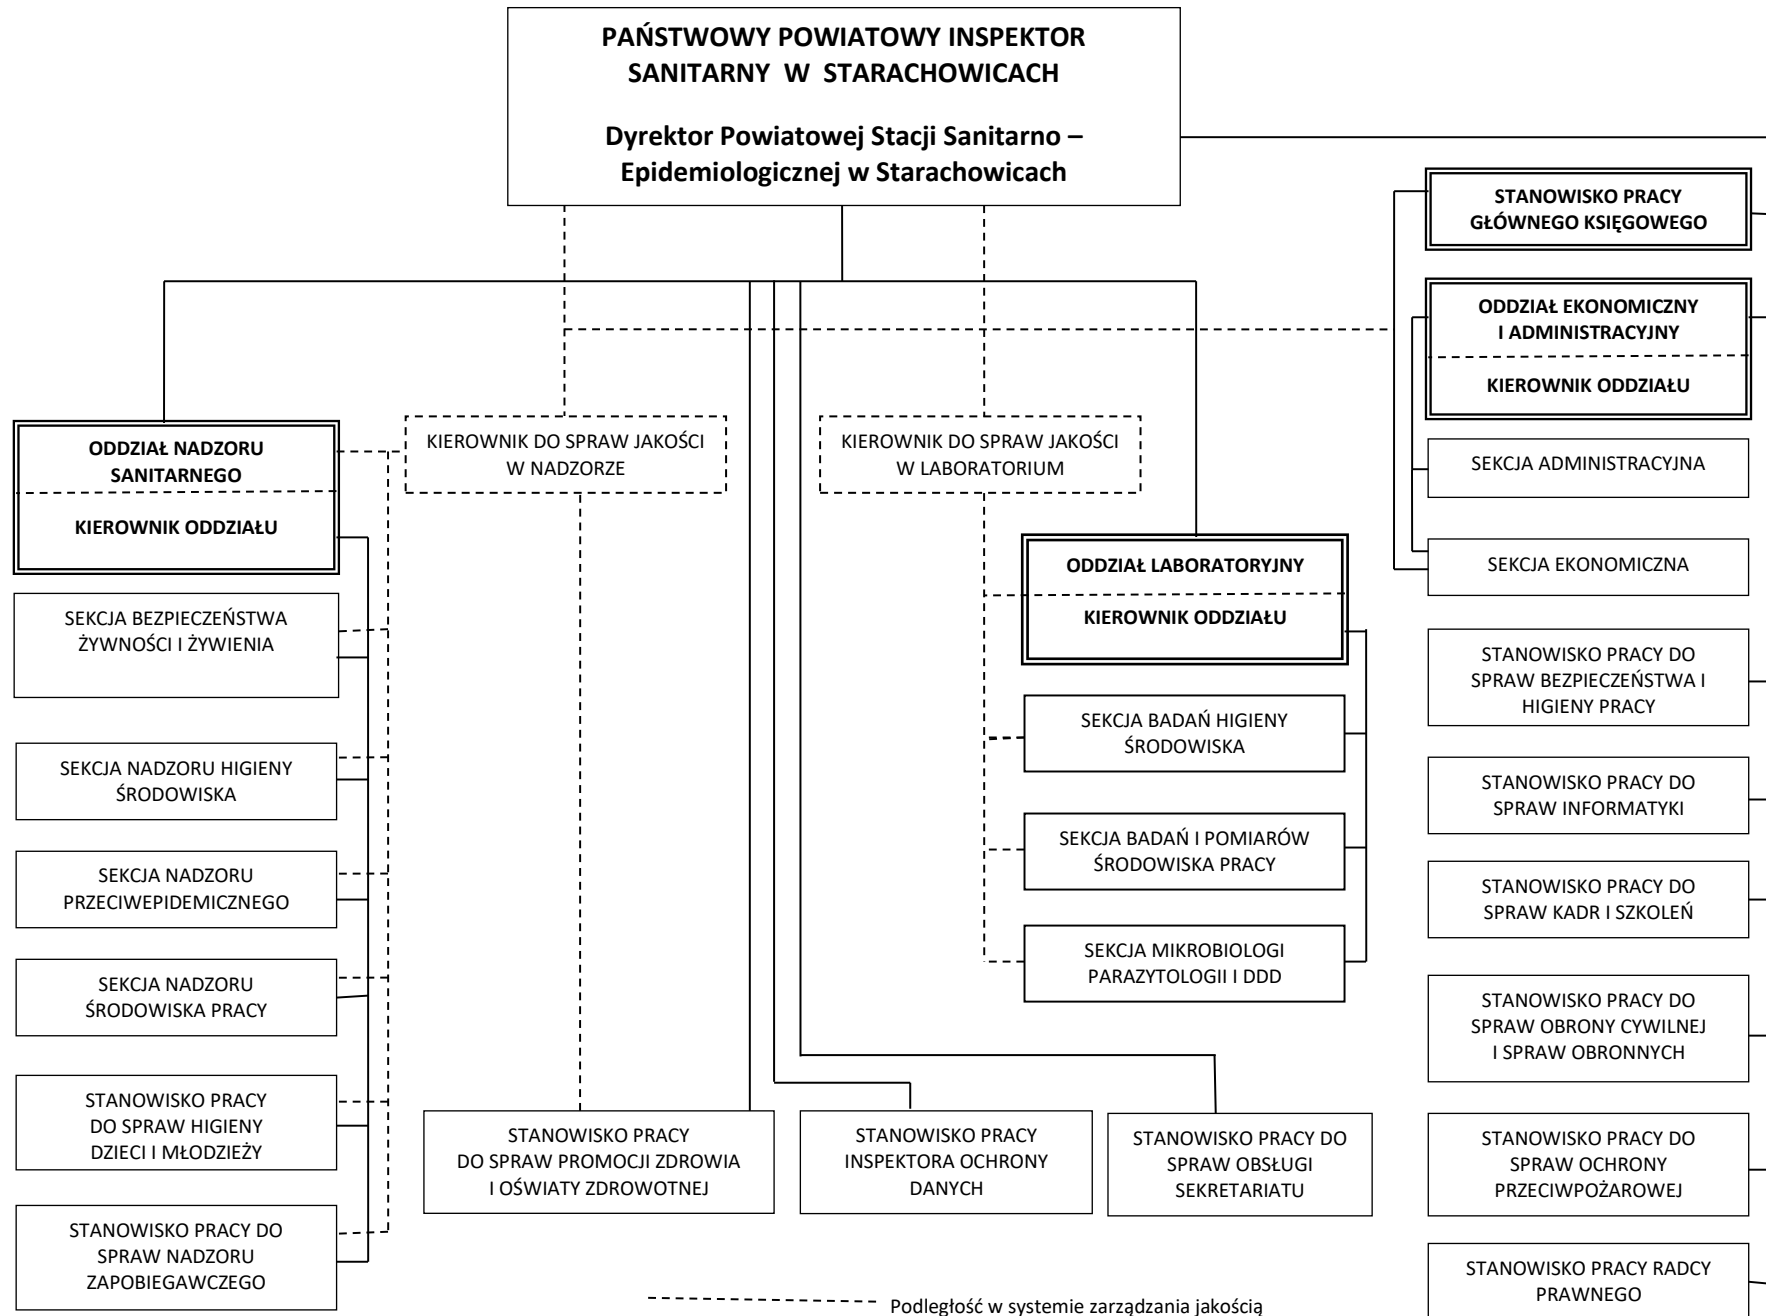 PAŃSTWOWY POWIATOWY INSPEKTOR
SANITARNY W STARACHOWICACH
Dyrektor Powiatowej Stacji Sanitarno –
Epidemiologicznej w Starachowicach
STANOWISKO PRACY
GŁÓWNEGO KSIĘGOWEGO
ODDZIAŁ EKONOMICZNY
I ADMINISTRACYJNY
KIEROWNIK ODDZIAŁU
SEKCJA ADMINISTRACYJNA
SEKCJA EKONOMICZNA
ODDZIAŁ NADZORU
SANITARNEGO
KIEROWNIK ODDZIAŁU
KIEROWNIK DO SPRAW JAKOŚCI
W NADZORZE
KIEROWNIK DO SPRAW JAKOŚCI
W LABORATORIUM
ODDZIAŁ LABORATORYJNY
KIEROWNIK ODDZIAŁU
SEKCJA BEZPIECZEŃSTWA
ŻYWNOŚCI I ŻYWIENIA
SEKCJA NADZORU HIGIENY
ŚRODOWISKA
SEKCJA NADZORU
PRZECIWEPIDEMICZNEGO
SEKCJA NADZORU
ŚRODOWISKA PRACY
STANOWISKO PRACY
DO SPRAW HIGIENY
DZIECI I MŁODZIEŻY
STANOWISKO PRACY DO
SPRAW NADZORU
ZAPOBIEGAWCZEGO
SEKCJA BADAŃ HIGIENY
ŚRODOWISKA
SEKCJA BADAŃ I POMIARÓW
ŚRODOWISKA PRACY
SEKCJA MIKROBIOLOGI
PARAZYTOLOGII I DDD
STANOWISKO PRACY
DO SPRAW PROMOCJI ZDROWIA
I OŚWIATY ZDROWOTNEJ
STANOWISKO PRACY
INSPEKTORA OCHRONY
DANYCH
STANOWISKO PRACY DO
SPRAW OBSŁUGI
SEKRETARIATU
STANOWISKO PRACY DO
SPRAW BEZPIECZEŃSTWA I
HIGIENY PRACY
STANOWISKO PRACY DO
SPRAW INFORMATYKI
STANOWISKO PRACY DO
SPRAW KADR I SZKOLEŃ
STANOWISKO PRACY DO
SPRAW OBRONY CYWILNEJ
I SPRAW OBRONNYCH
STANOWISKO PRACY DO
SPRAW OCHRONY
PRZECIWPOŻAROWEJ
STANOWISKO PRACY RADCY
PRAWNEGO
Podległość w systemie zarządzania jakością